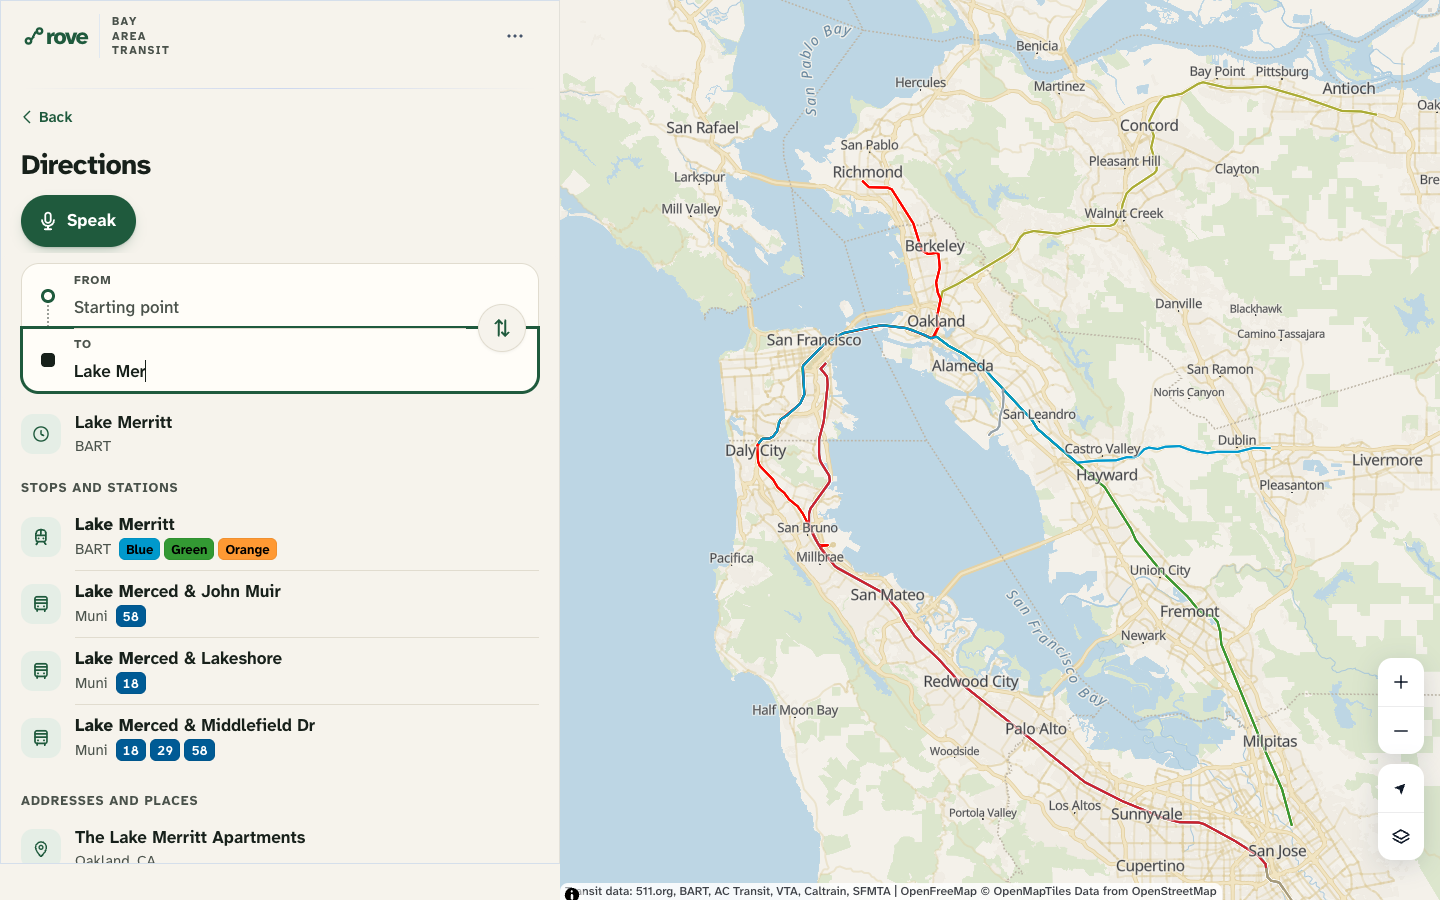 rove
BAY
AREA
TRANSIT
Back
Directions
Speak
FROM
Starting point
TO
Lake Mer
Lake Merritt
BART
STOPS AND STATIONS
Lake Merritt
BART Blue Green Orange
Lake Merced & John Muir
Muni 58
Lake Merced & Lakeshore
Muni 18
Lake Merced & Middlefield Dr
Muni 18 29 58
ADDRESSES AND PLACES
The Lake Merritt Apartments
Oakland, CA
San Pablo Bay
Benicia
Hercules
Martinez
Bay Point
Pittsburg
Antioch
San Rafael
Concord
San Pablo
Pleasant Hill
Clayton
Richmond
Larkspur
Mill Valley
Walnut Creek
Berkeley
Danville
Blackhawk
Oakland
Camino Tassajara
San Francisco
Alameda
San Ramon
Norris Canyon
San Leandro
Dublin
Daly City
Castro Valley
Livermore
Hayward
Pleasanton
San Bruno
Pacifica
Millbrae
Union City
San Mateo
San Francisco Bay
Fremont
Newark
Redwood City
Half Moon Bay
Palo Alto
Milpitas
Woodside
Los Altos
Portola Valley
Sunnyvale
San Jose
Cupertino
nsit data: 511.org, BART, AC Transit, VTA, Caltrain, SFMTA | OpenFreeMap © OpenMapTiles Data from OpenStreetMap